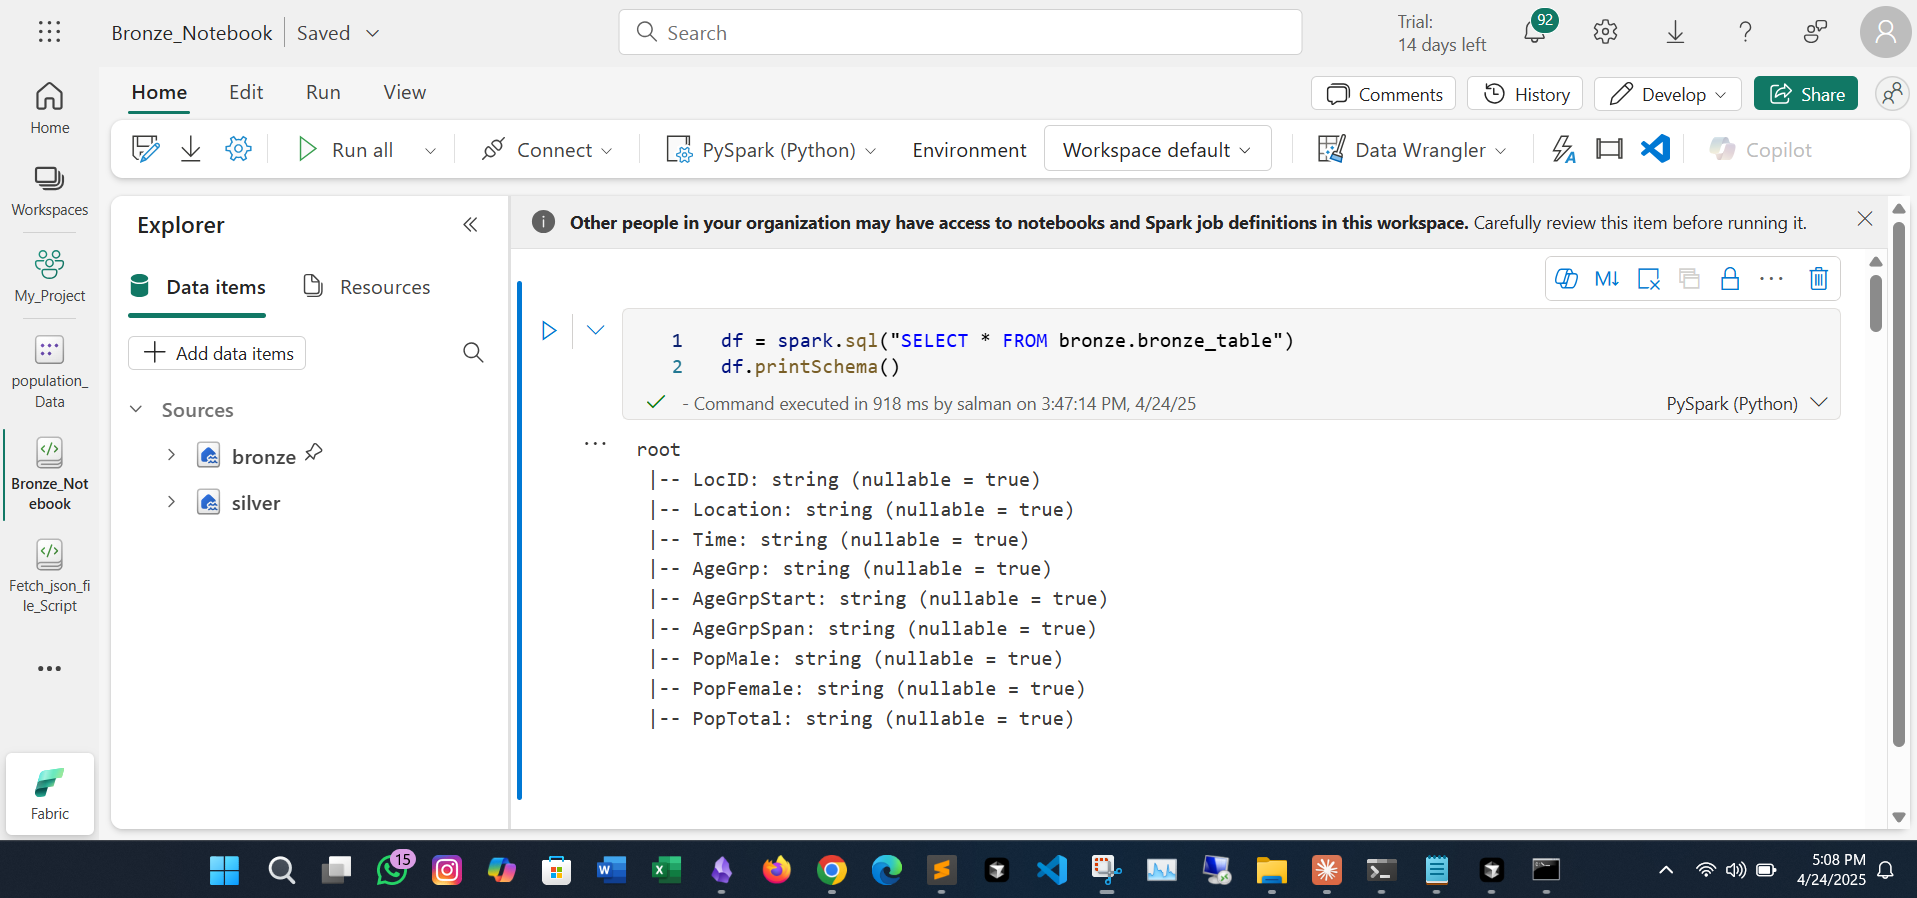 Bronze_Notebook
Saved
Search
Trial:
14 days left
92
Home
Edit
Run
View
Comments
History
Develop
Share
Run all
Connect
PySpark (Python)
Environment
Workspace default
Data Wrangler
Copilot
Home
Workspaces
My_Project
population_
Data
Bronze_Not
ebook
Fetch_json_fi
le_Script
Fabric
Explorer
Data items
Resources
Add data items
Sources
bronze
silver
Other people in your organization may have access to notebooks and Spark job definitions in this workspace. Carefully review this item before running it.
M↓
1 df = spark.sql("SELECT * FROM bronze.bronze_table")
2 df.printSchema()
- Command executed in 918 ms by salman on 3:47:14 PM, 4/24/25
PySpark (Python)
root
|-- LocID: string (nullable = true)
|-- Location: string (nullable = true)
|-- Time: string (nullable = true)
|-- AgeGrp: string (nullable = true)
|-- AgeGrpStart: string (nullable = true)
|-- AgeGrpSpan: string (nullable = true)
|-- PopMale: string (nullable = true)
|-- PopFemale: string (nullable = true)
|-- PopTotal: string (nullable = true)
15
5:08 PM
4/24/2025